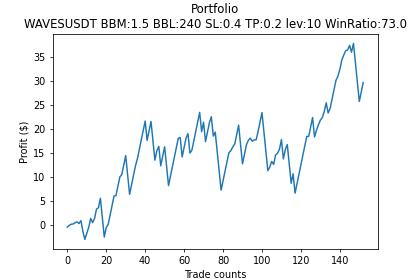 Portfolio
WAVESUSDT BBM:1.5 BBL:240 SL:0.4 TP:0.2 lev:10 WinRatio:73.0
35
30
25
20
15
10
5
0
Profit ($)
0 20 40 60 80 100 120 140
Trade counts